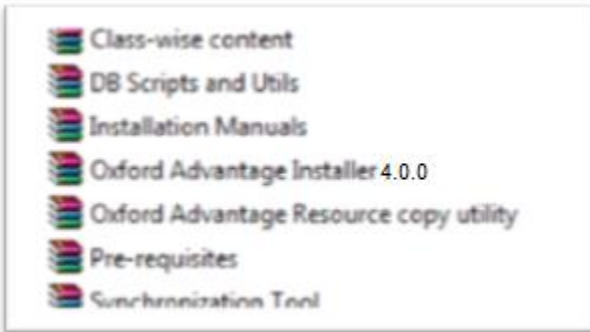 Class-wise content
DB Scripts and Utils
Installation Manuals
Oxford Advantage Installer 4.0.0
Oxford Advantage Resource copy utility
Pre-requisites
Synchronization Tool